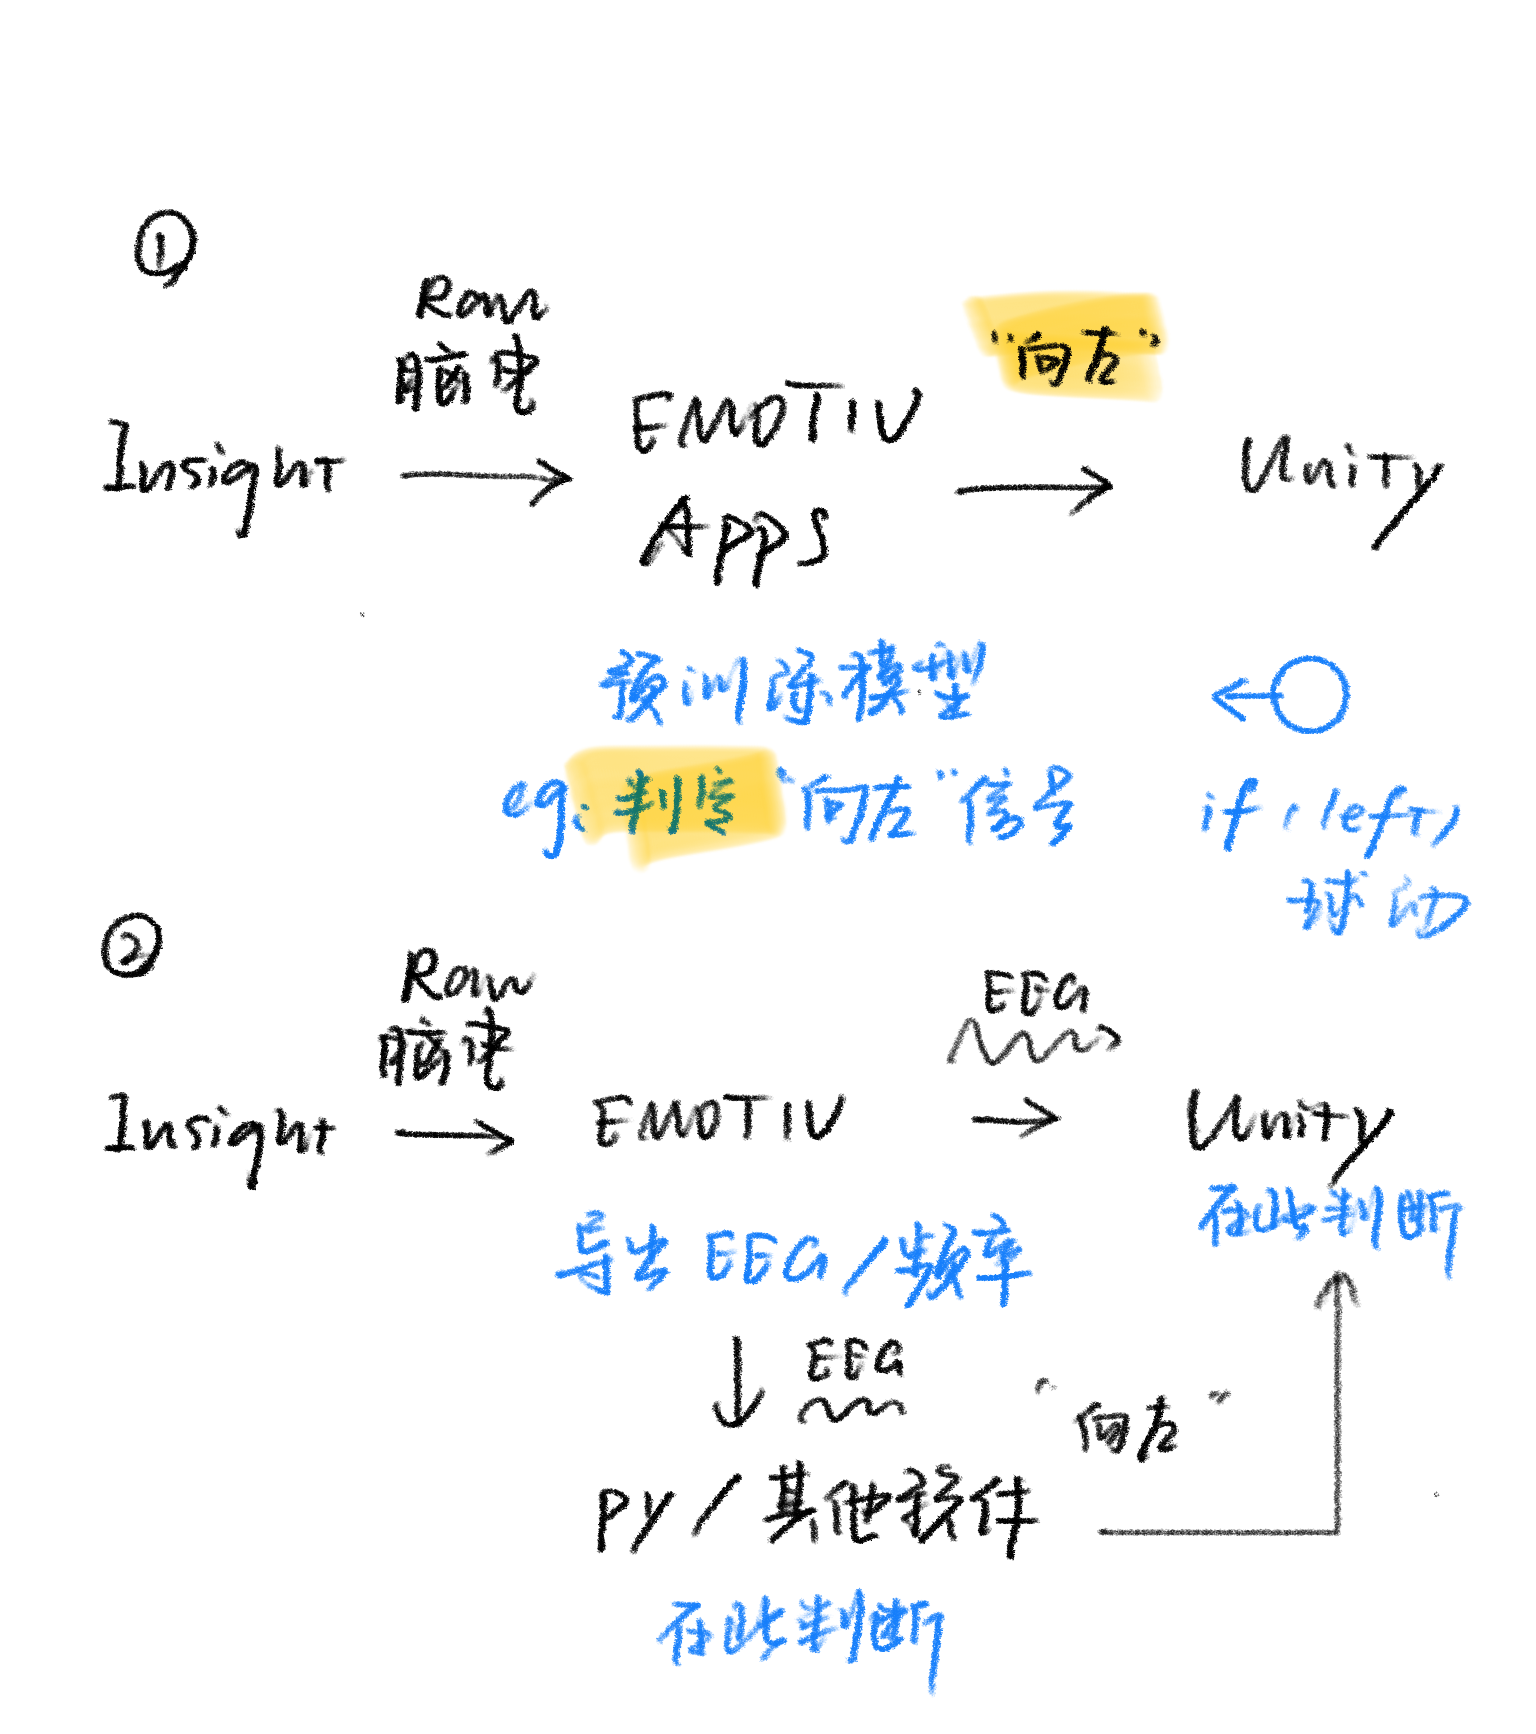 ①
Raw
脑电
"向左"
Insight → EMOTIV → Unity
Apps
预训练模型
eg: 判断 "向左" 信号
if 'left'
球动
②
Raw
脑电
EEG
Insight → EMOTIV → Unity
在此判断
导出 EEG/频率
↓ EEG
"向左"
py/其他软件
在此判断